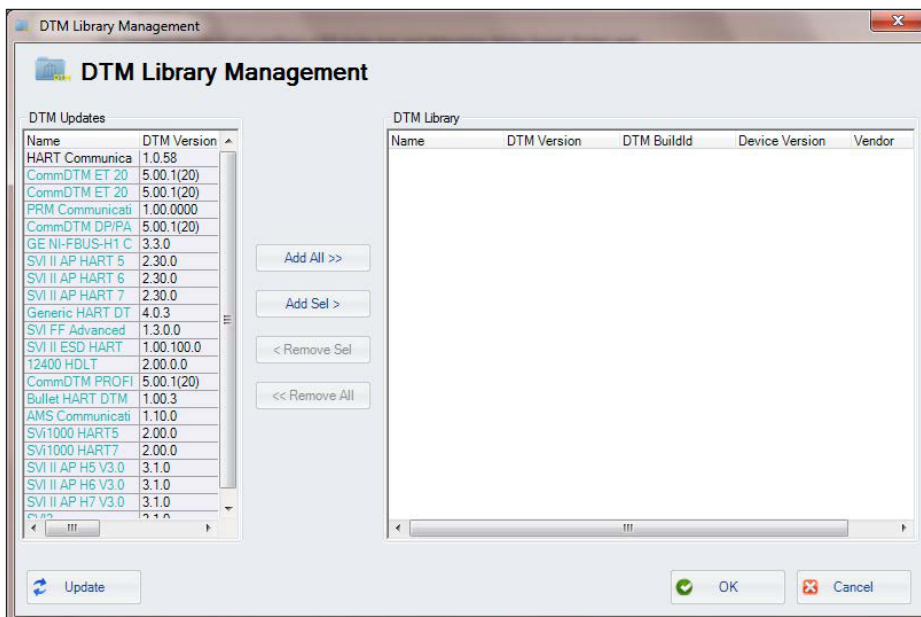 DTM Library Management
DTM Library Management
DTM Updates
Name DTM Version
HART Communica 1.0.58
CommDTM ET 20 5.00.1(20)
CommDTM ET 20 5.00.1(20)
PRM Communicati 1.00.0000
CommDTM DP/PA 5.00.1(20)
GE NI-FBUS-H1 C 3.3.0
SVI II AP HART 5 2.30.0
SVI II AP HART 6 2.30.0
SVI II AP HART 7 2.30.0
Generic HART DT 4.0.3
SVI FF Advanced 1.3.0.0
SVI II ESD HART 1.00.100.0
12400 HDLT 2.00.0.0
CommDTM PROFI 5.00.1(20)
Bullet HART DTM 1.00.3
AMS Communicati 1.10.0
SVi1000 HART5 2.00.0
SVi1000 HART7 2.00.0
SVI II AP H5 V3.0 3.1.0
SVI II AP H6 V3.0 3.1.0
SVI II AP H7 V3.0 3.1.0
Add All >>
Add Sel >
< Remove Sel
<< Remove All
DTM Library
Name DTM Version DTM BuildId Device Version Vendor
Update
OK
Cancel